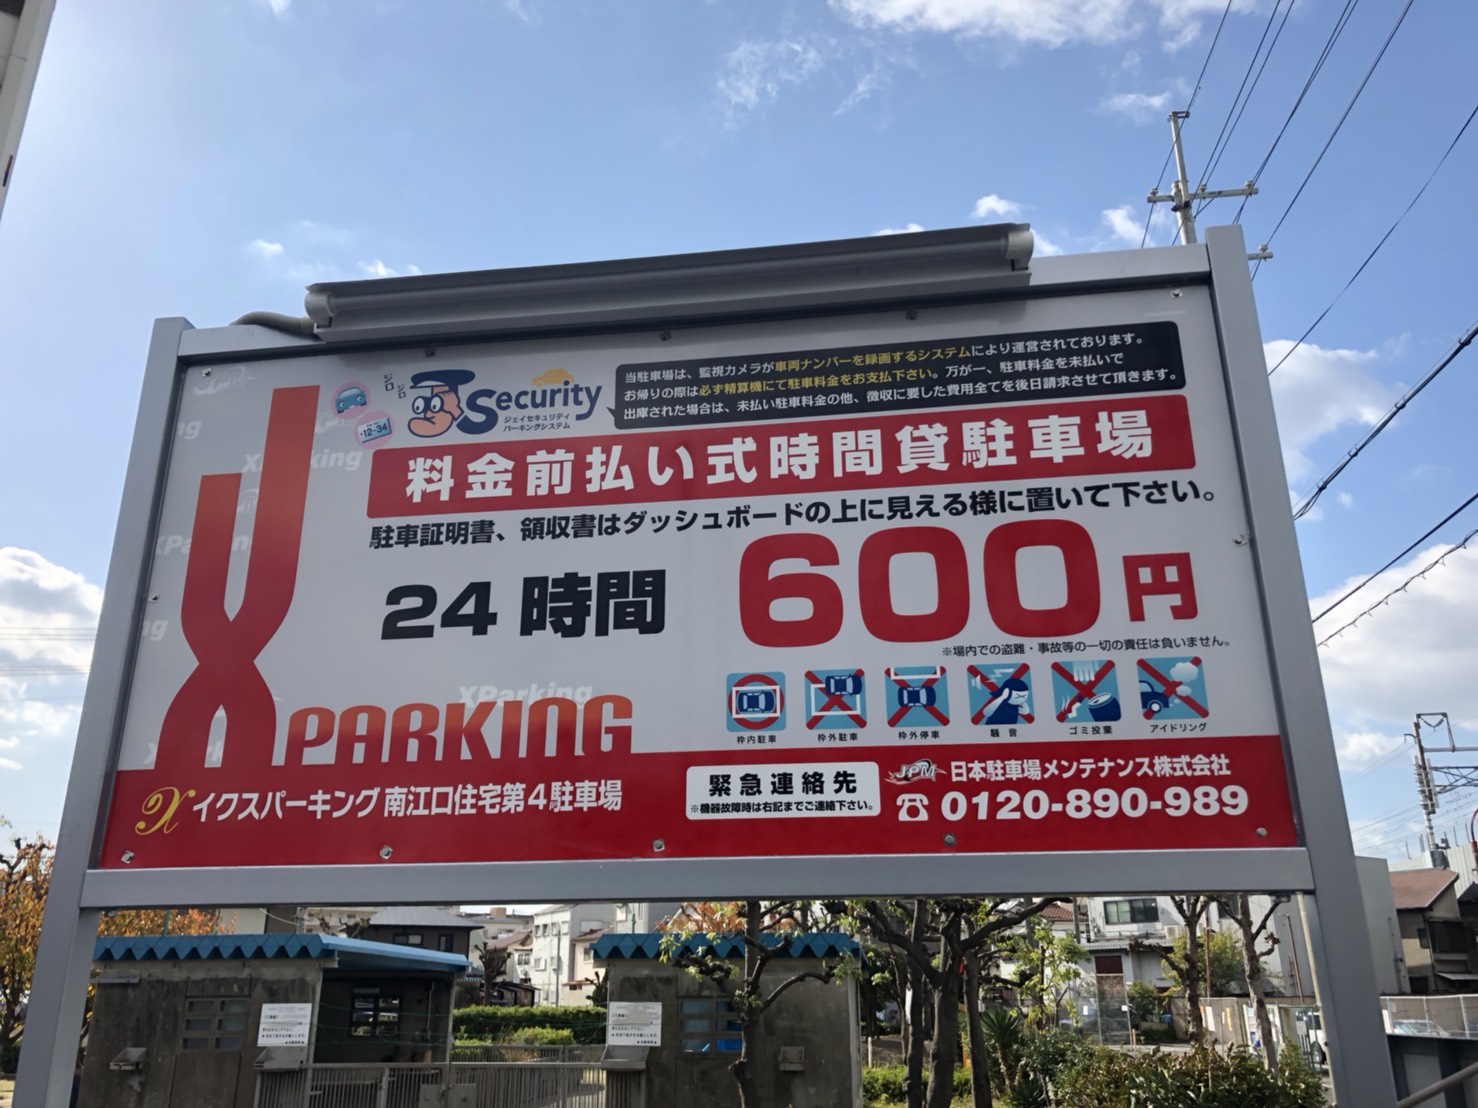 ジロジロ
12-34
Security
ジェイセキュリティ
パーキングシステム
当駐車場は、監視カメラが車両ナンバーを録画するシステムにより運営されております。
お帰りの際は必ず精算機にて駐車料金をお支払下さい。万が一、駐車料金を未払いで
出庫された場合は、未払い駐車料金の他、徴収に要した費用全てを後日請求させて頂きます。
料金前払い式時間貸駐車場
駐車証明書、領収書はダッシュボードの上に見える様に置いて下さい。
24時間 600円
※場内での盗難・事故等の一切の責任は負いません。
XParking
X PARKING
枠内駐車 枠外駐車 枠外停車 騒音 ゴミ投棄 アイドリング
イクスパーキング 南江口住宅第4駐車場
緊急連絡先
※機器故障時は右記までご連絡下さい。
JPM 日本駐車場メンテナンス株式会社
0120-890-989